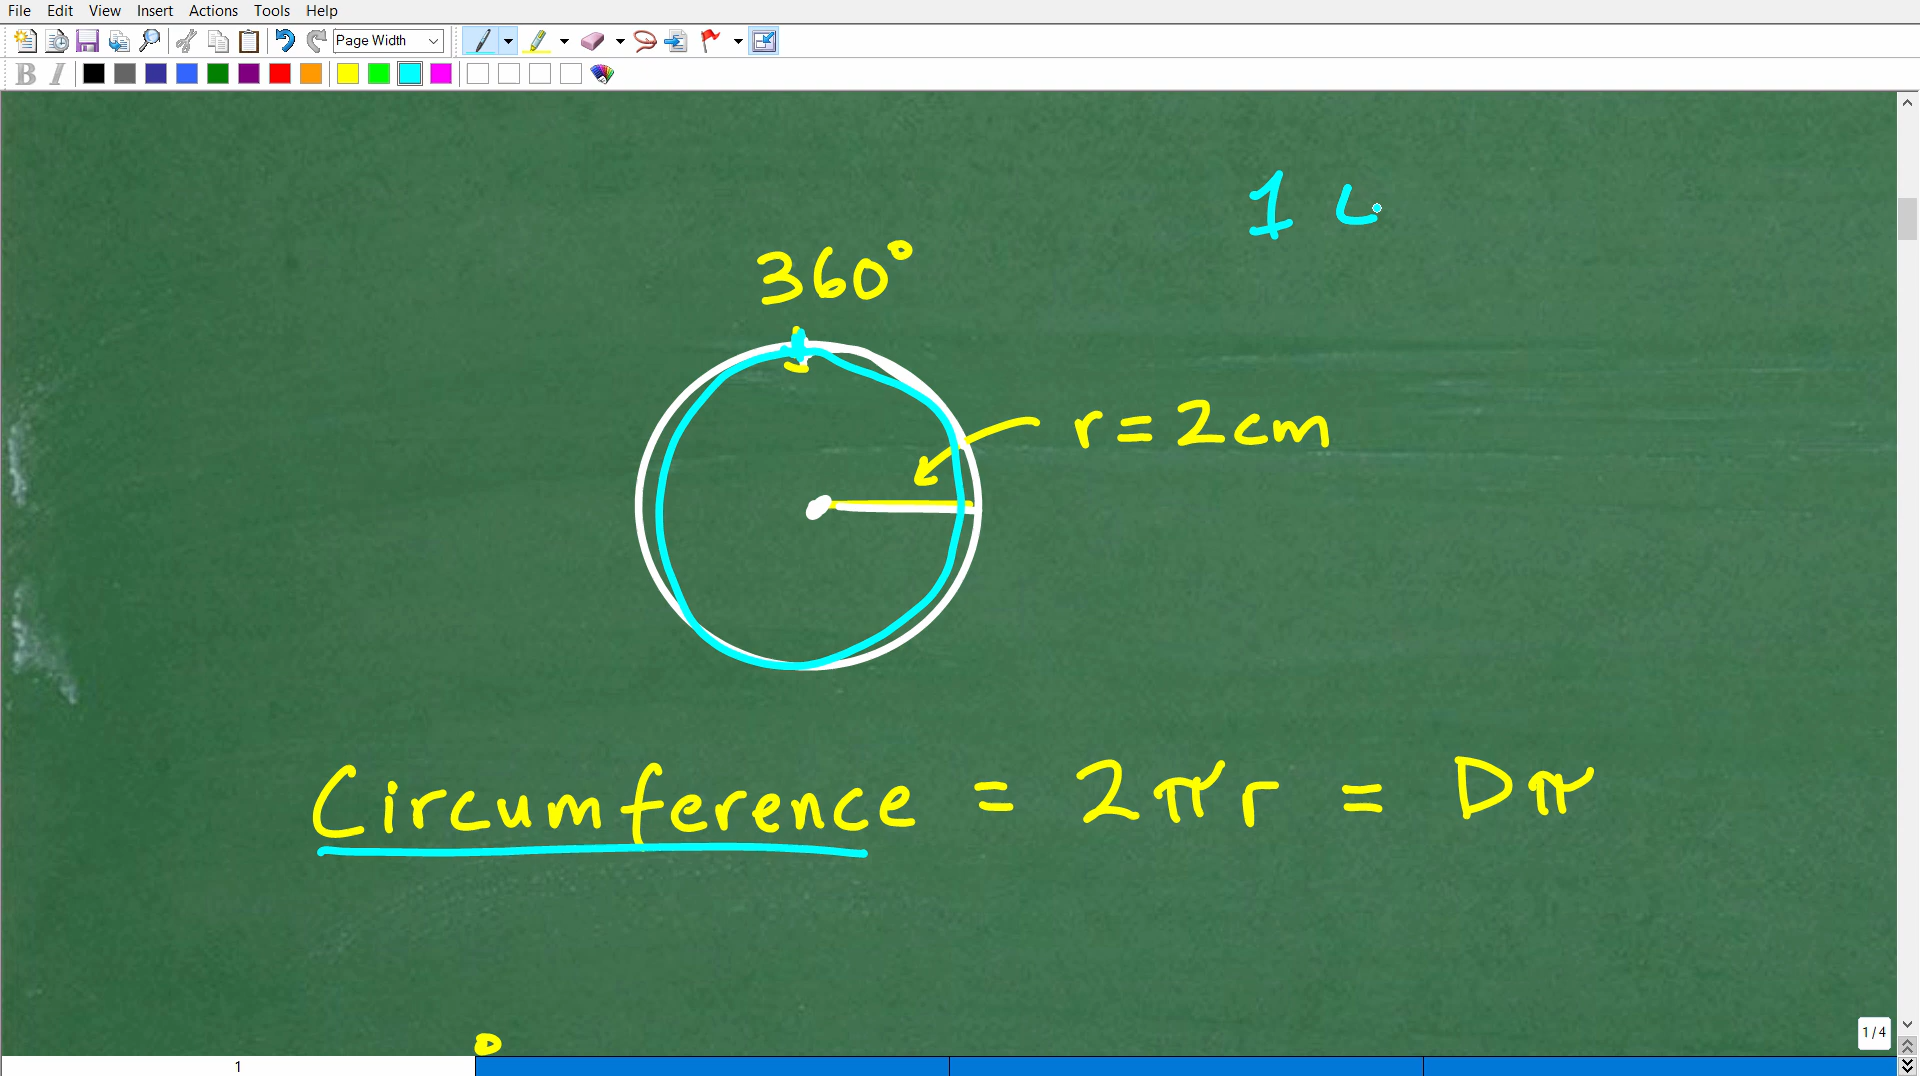 File Edit View Insert Actions Tools Help
Page Width
B I
1
360°
r = 2cm
Circumference = 2πr = Dπ
1/4
1